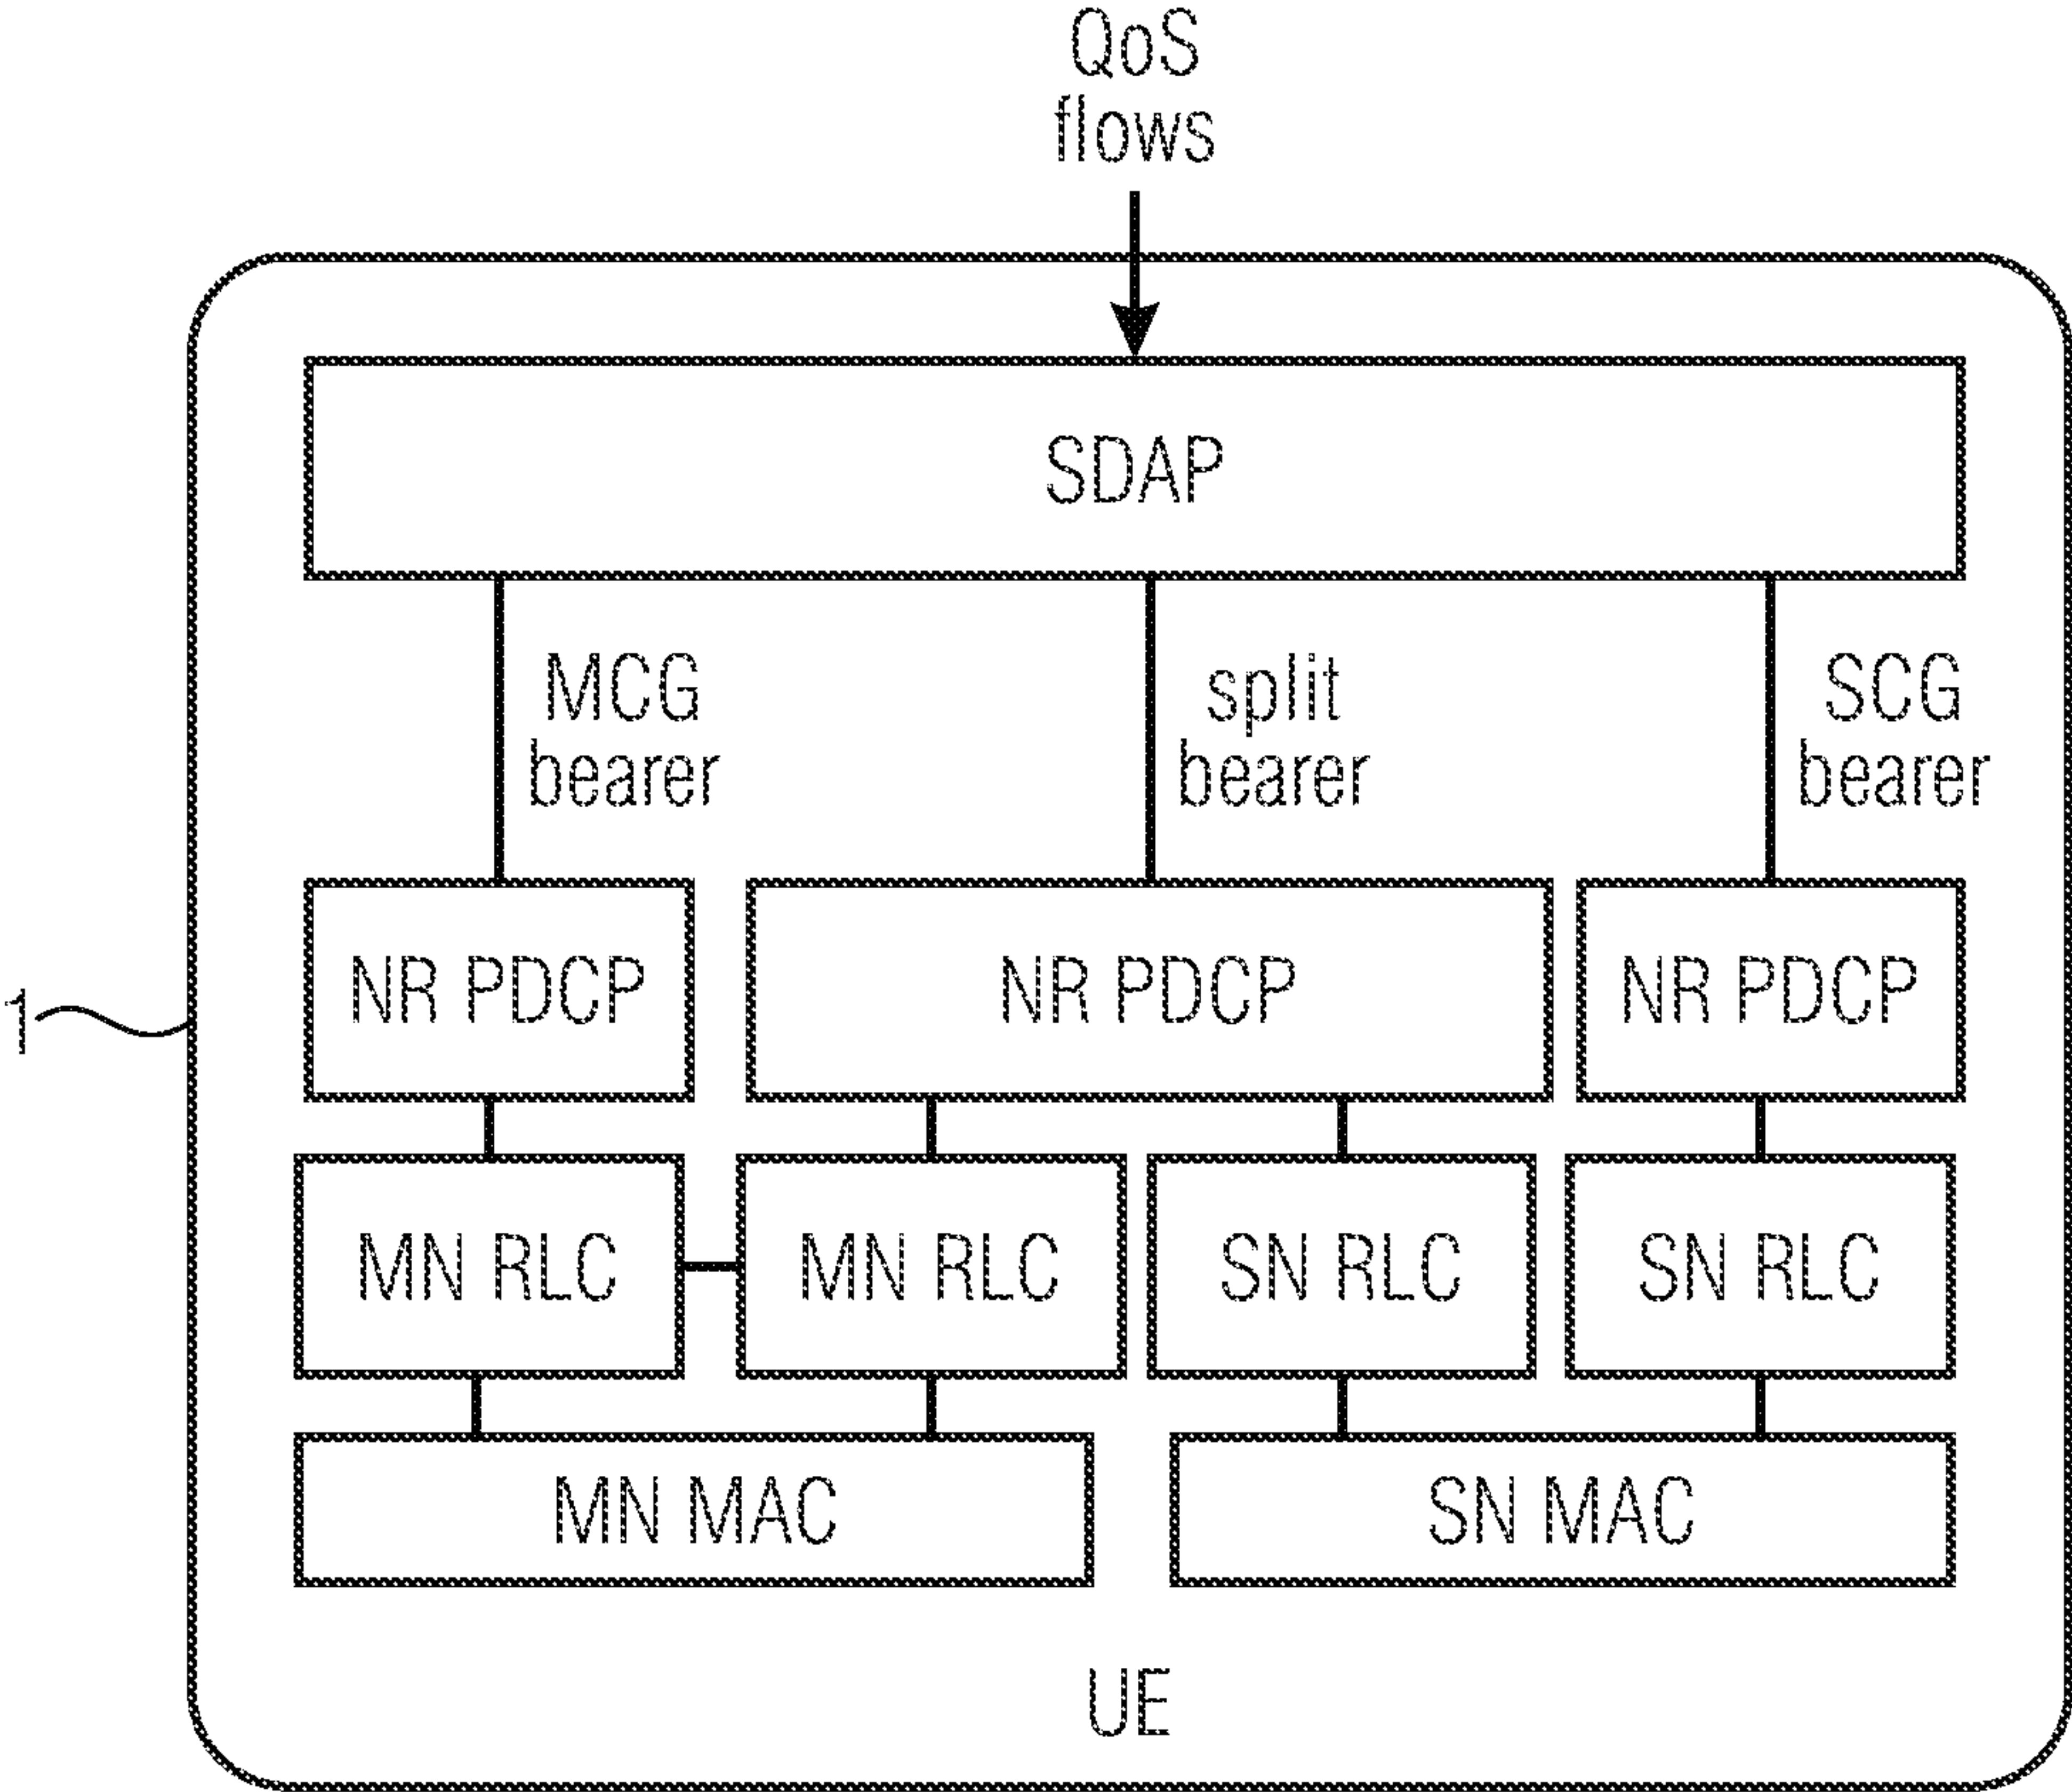 QoS
flows
SDAP
MCG
bearer
split
bearer
SCG
bearer
NR PDCP
NR PDCP
NR PDCP
1
MN RLC
MN RLC
SN RLC
SN RLC
MN MAC
SN MAC
UE